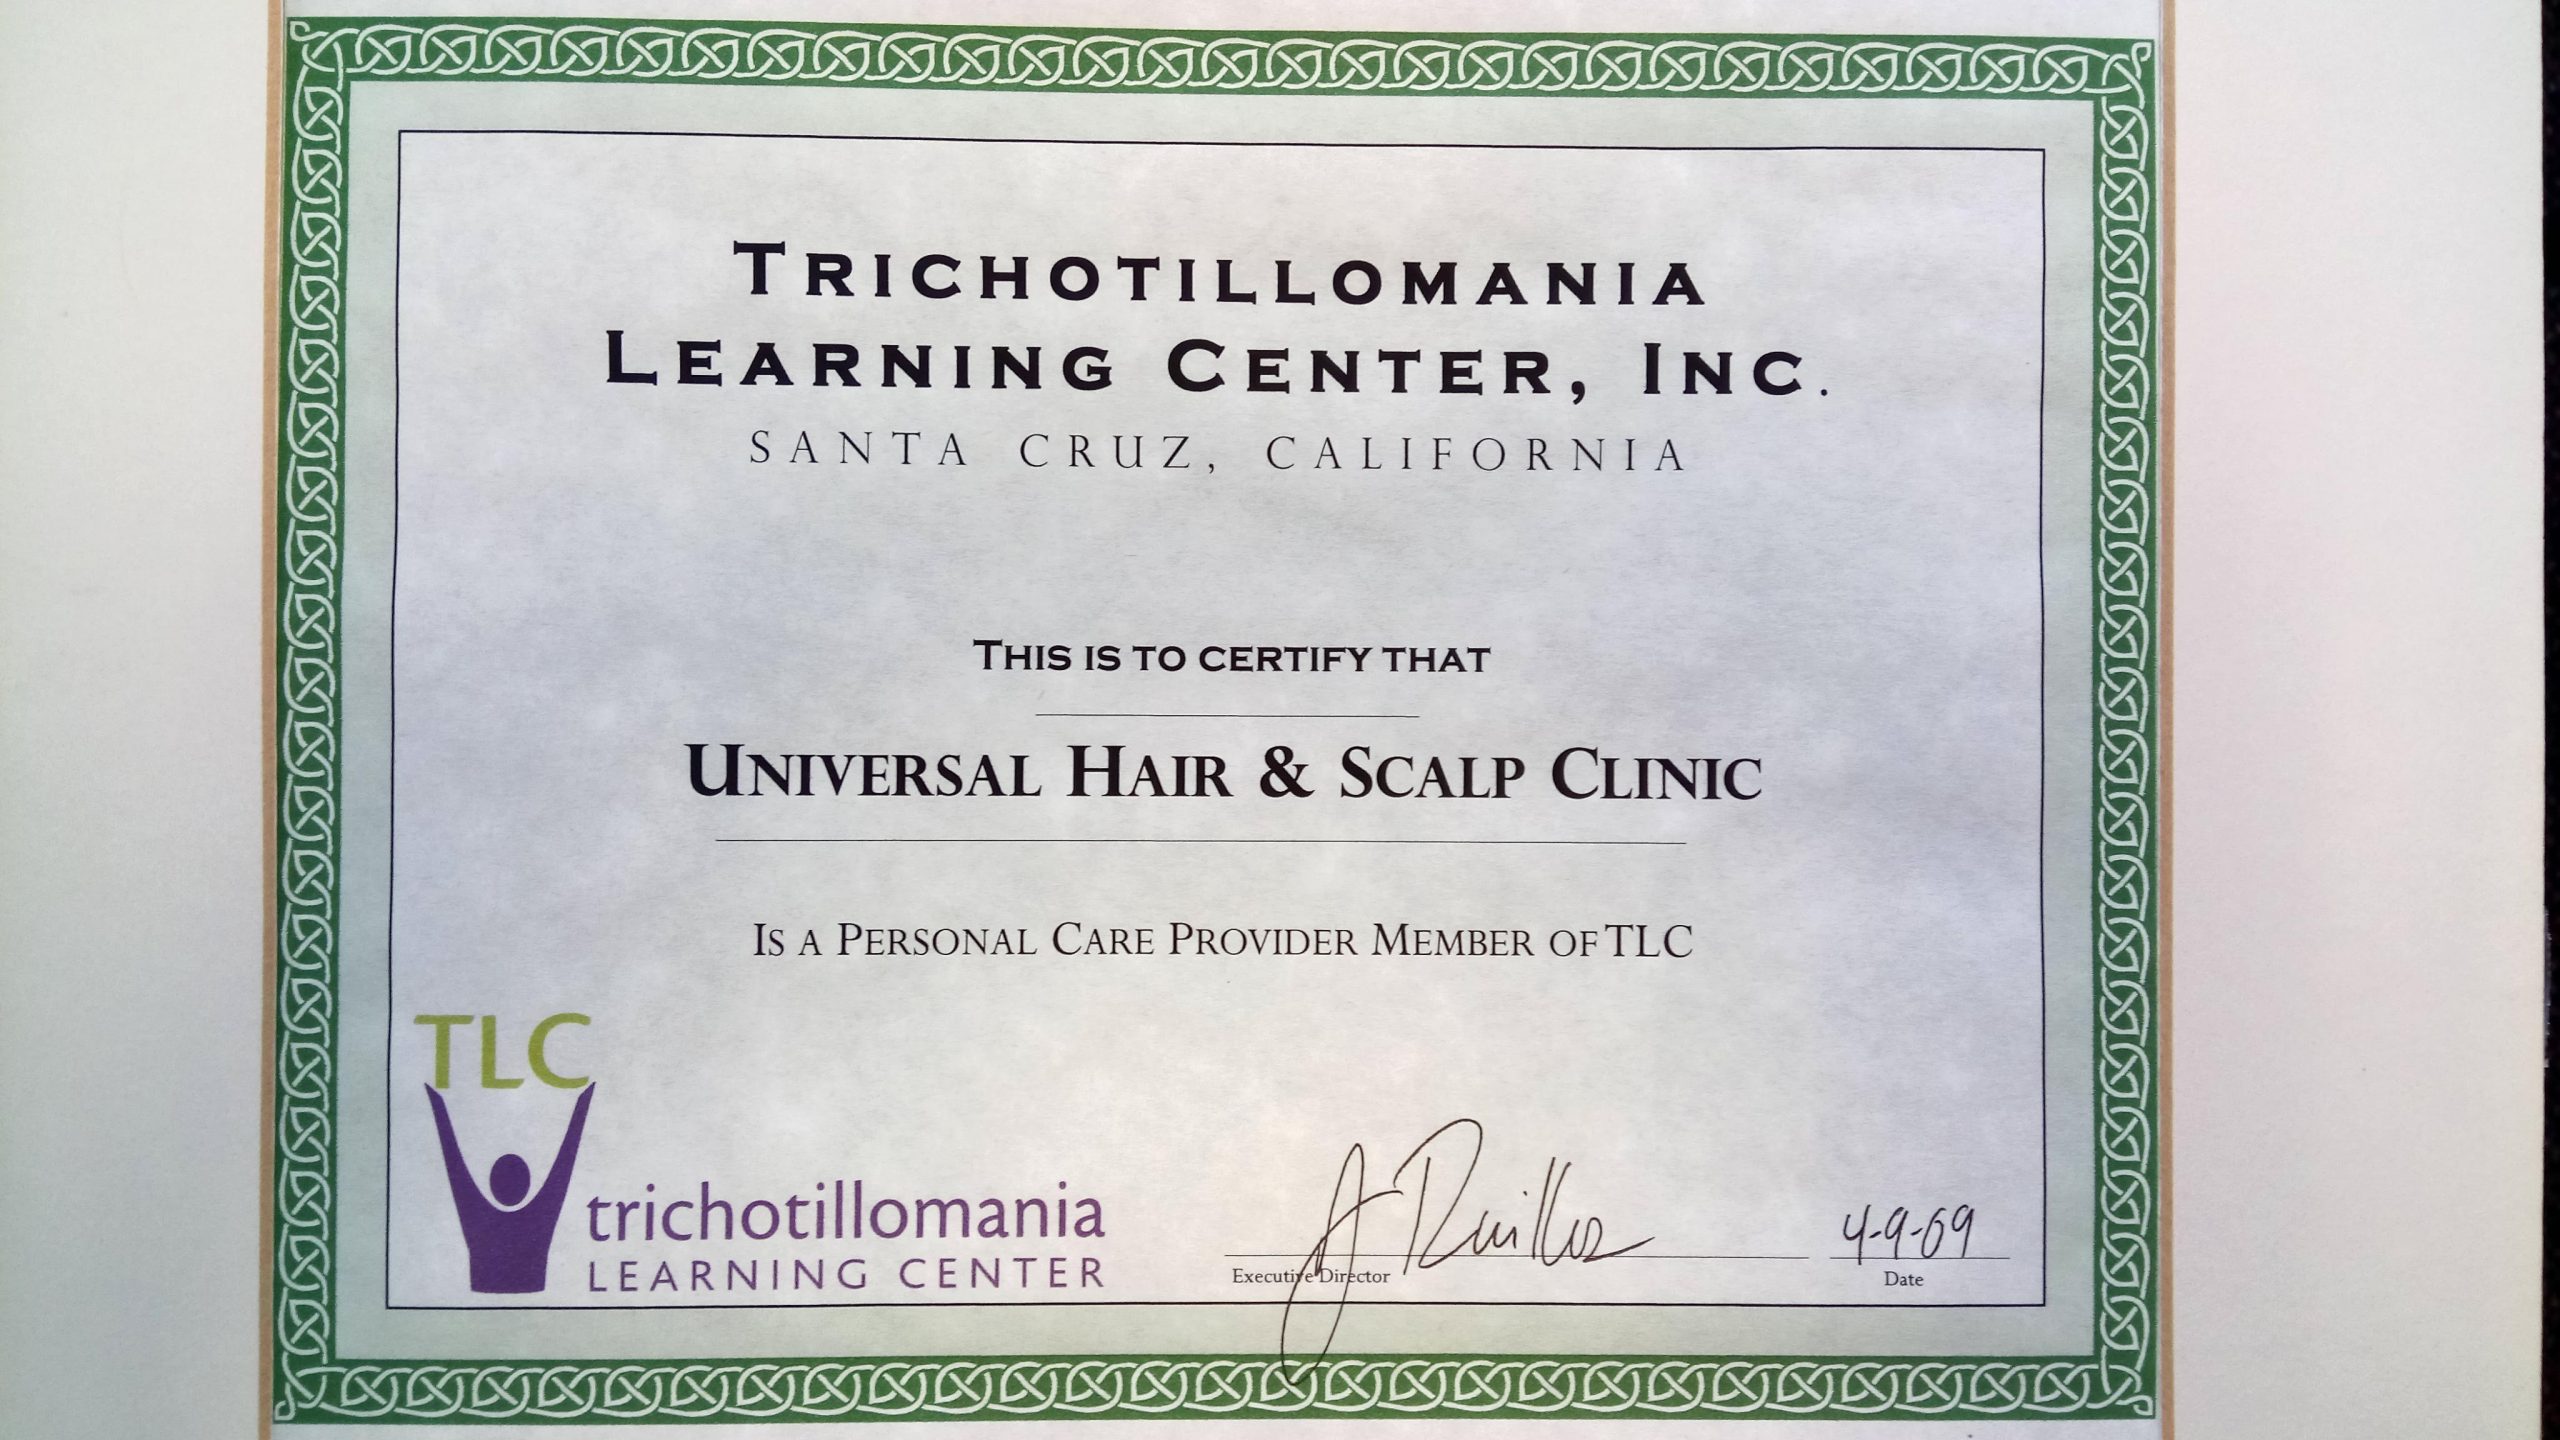 TRICHOTILLOMANIA
LEARNING CENTER, INC.
SANTA CRUZ, CALIFORNIA
THIS IS TO CERTIFY THAT
UNIVERSAL HAIR & SCALP CLINIC
IS A PERSONAL CARE PROVIDER MEMBER OF TLC
TLC
trichotillomania
LEARNING CENTER
4-9-09
Executive Director
Date